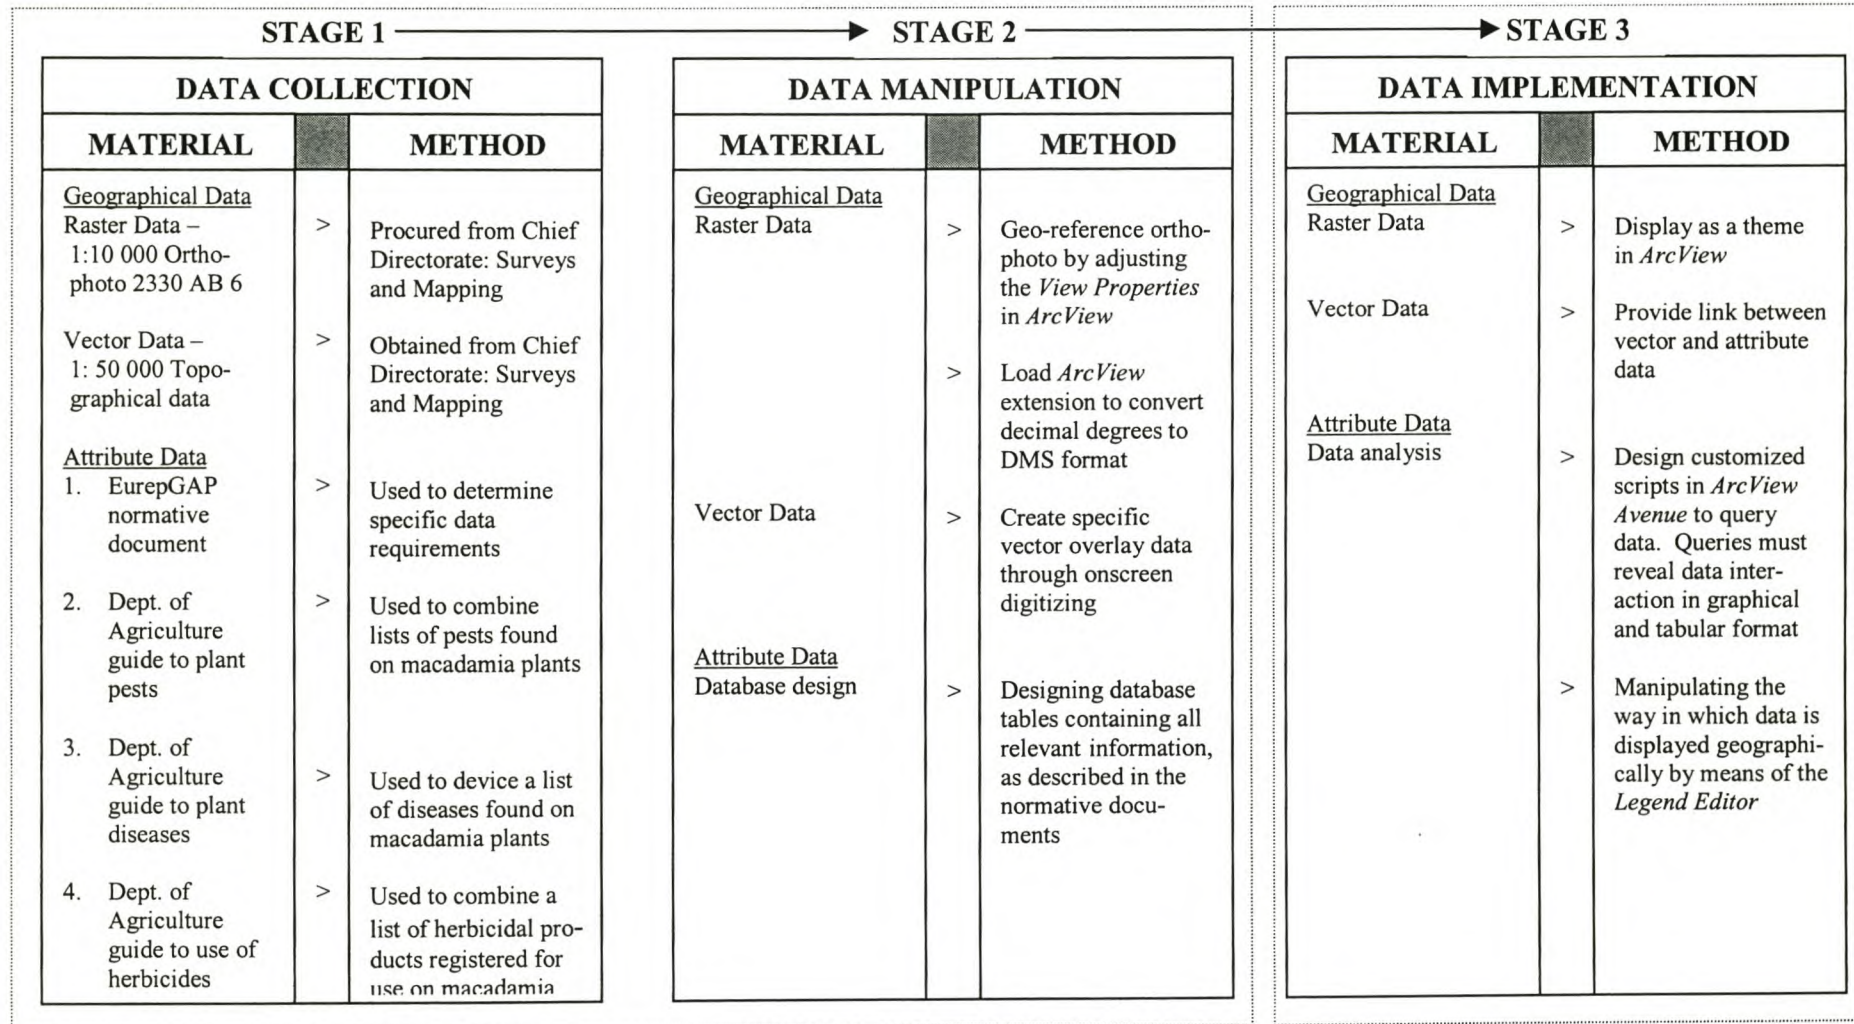 STAGE 1
STAGE 2
STAGE 3
DATA COLLECTION
MATERIAL
METHOD
Geographical Data
Raster Data –
1:10 000 Ortho-
photo 2330 AB 6
>
Procured from Chief
Directorate: Surveys
and Mapping
Vector Data –
1: 50 000 Topo-
graphical data
>
Obtained from Chief
Directorate: Surveys
and Mapping
Attribute Data
1. EurepGAP
normative
document
>
Used to determine
specific data
requirements
2. Dept. of
Agriculture
guide to plant
pests
>
Used to combine
lists of pests found
on macadamia plants
3. Dept. of
Agriculture
guide to plant
diseases
>
Used to device a list
of diseases found on
macadamia plants
4. Dept. of
Agriculture
guide to use of
herbicides
>
Used to combine a
list of herbicidal pro-
ducts registered for
use on macadamia
DATA MANIPULATION
MATERIAL
METHOD
Geographical Data
Raster Data
>
Geo-reference ortho-
photo by adjusting
the View Properties
in ArcView
>
Load ArcView
extension to convert
decimal degrees to
DMS format
Vector Data
>
Create specific
vector overlay data
through onscreen
digitizing
Attribute Data
Database design
>
Designing database
tables containing all
relevant information,
as described in the
normative docu-
ments
DATA IMPLEMENTATION
MATERIAL
METHOD
Geographical Data
Raster Data
>
Display as a theme
in ArcView
Vector Data
>
Provide link between
vector and attribute
data
Attribute Data
Data analysis
>
Design customized
scripts in ArcView
Avenue to query
data. Queries must
reveal data inter-
action in graphical
and tabular format
>
Manipulating the
way in which data is
displayed geographi-
cally by means of the
Legend Editor